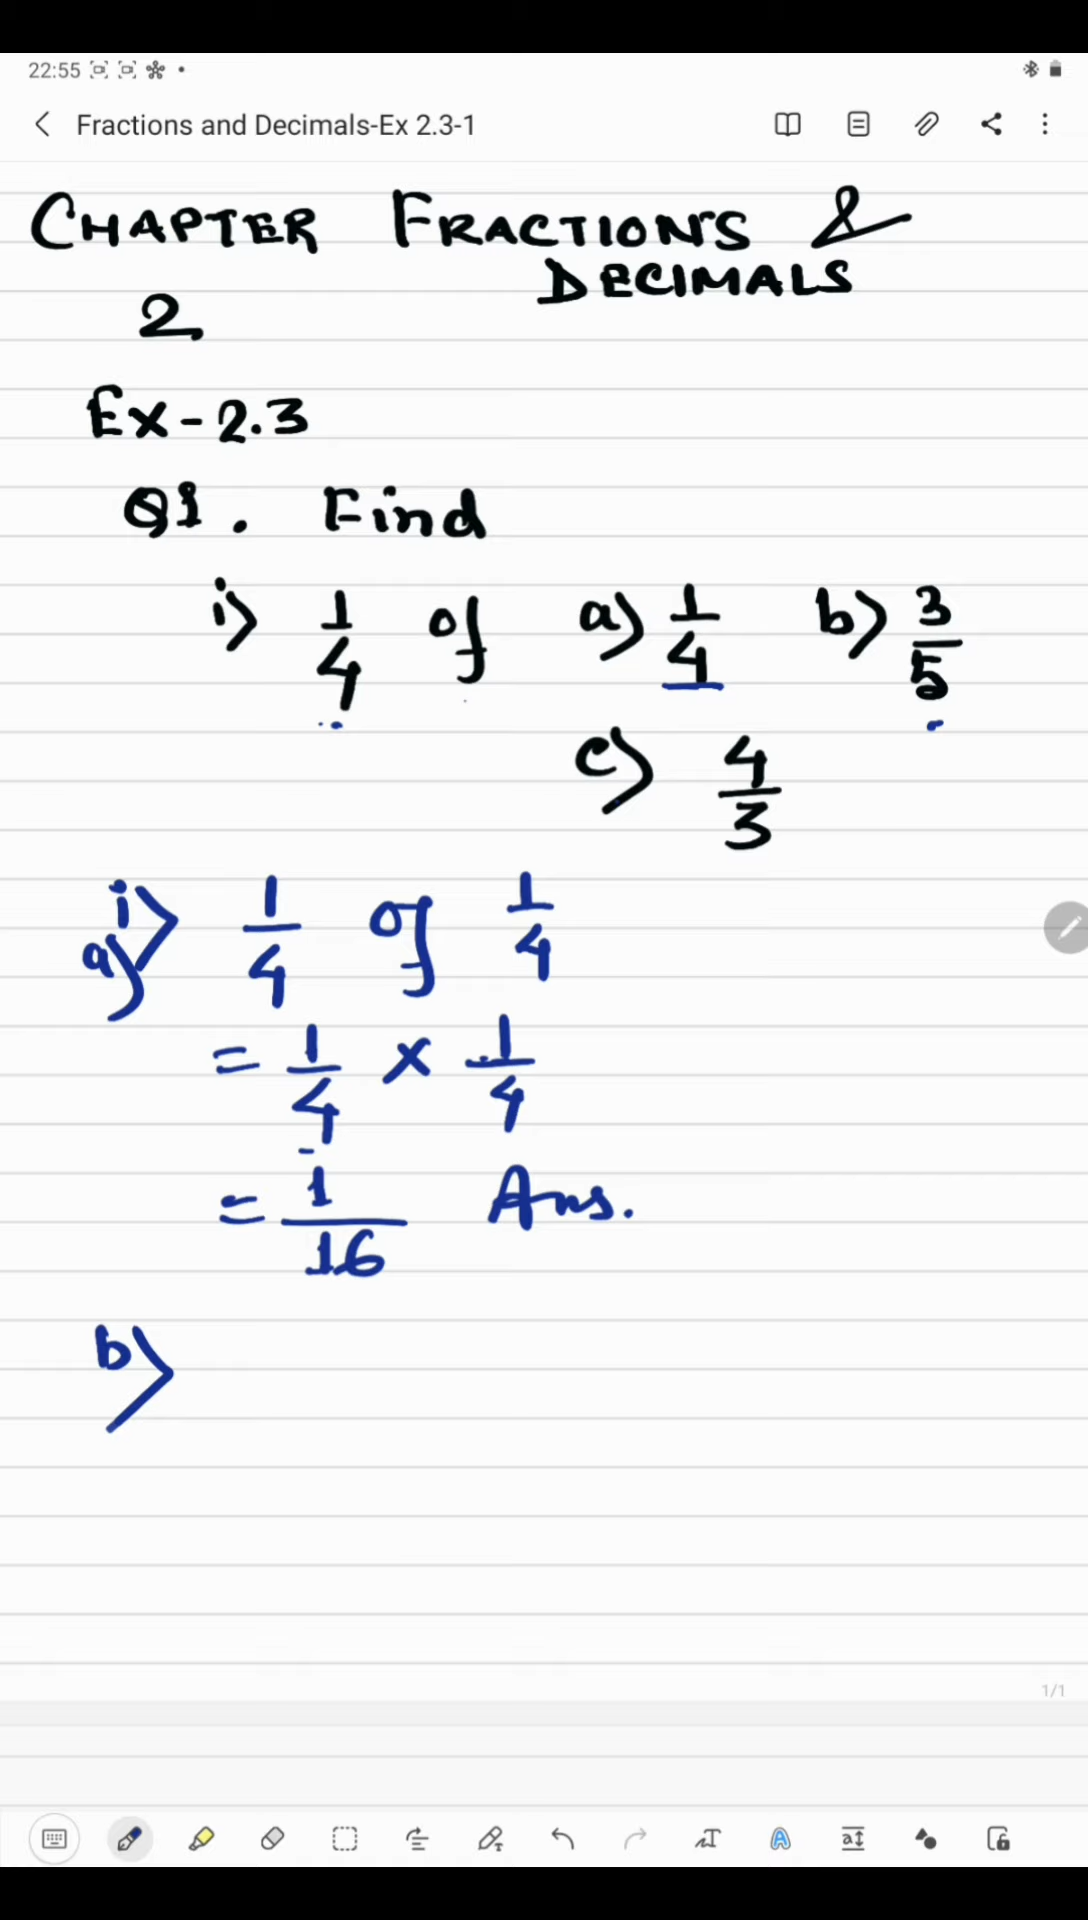 22:55
Fractions and Decimals-Ex 2.3-1
CHAPTER FRACTIONS &
DECIMALS
2
Ex-2.3
Q1. Find
i) 1/4 of a) 1/4 b) 3/5
c) 4/3
i) a) 1/4 of 1/4
= 1/4 × 1/4
= 1/16 Ans.
b)
1/1